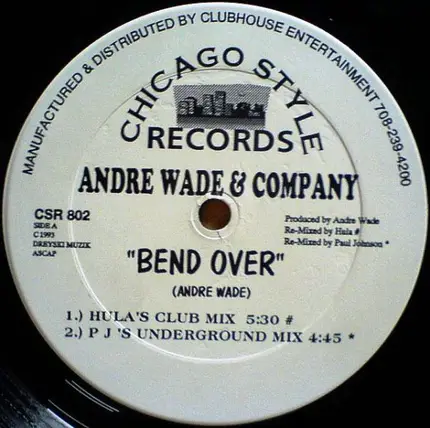 MANUFACTURED & DISTRIBUTED BY CLUBHOUSE ENTERTAINMENT 708-239-4200
CHICAGO STYLE
RECORDS
ANDRE WADE & COMPANY
CSR 802
SIDE A
C 1993
DREYSKI MUZIK
ASCAP
Produced by Andre Wade
Re-Mixed by Hula #
Re-Mixed by Paul Johnson *
"BEND OVER"
(ANDRE WADE)
1.) HULA'S CLUB MIX 5:30 #
2.) P J 'S UNDERGROUND MIX 4:45 *